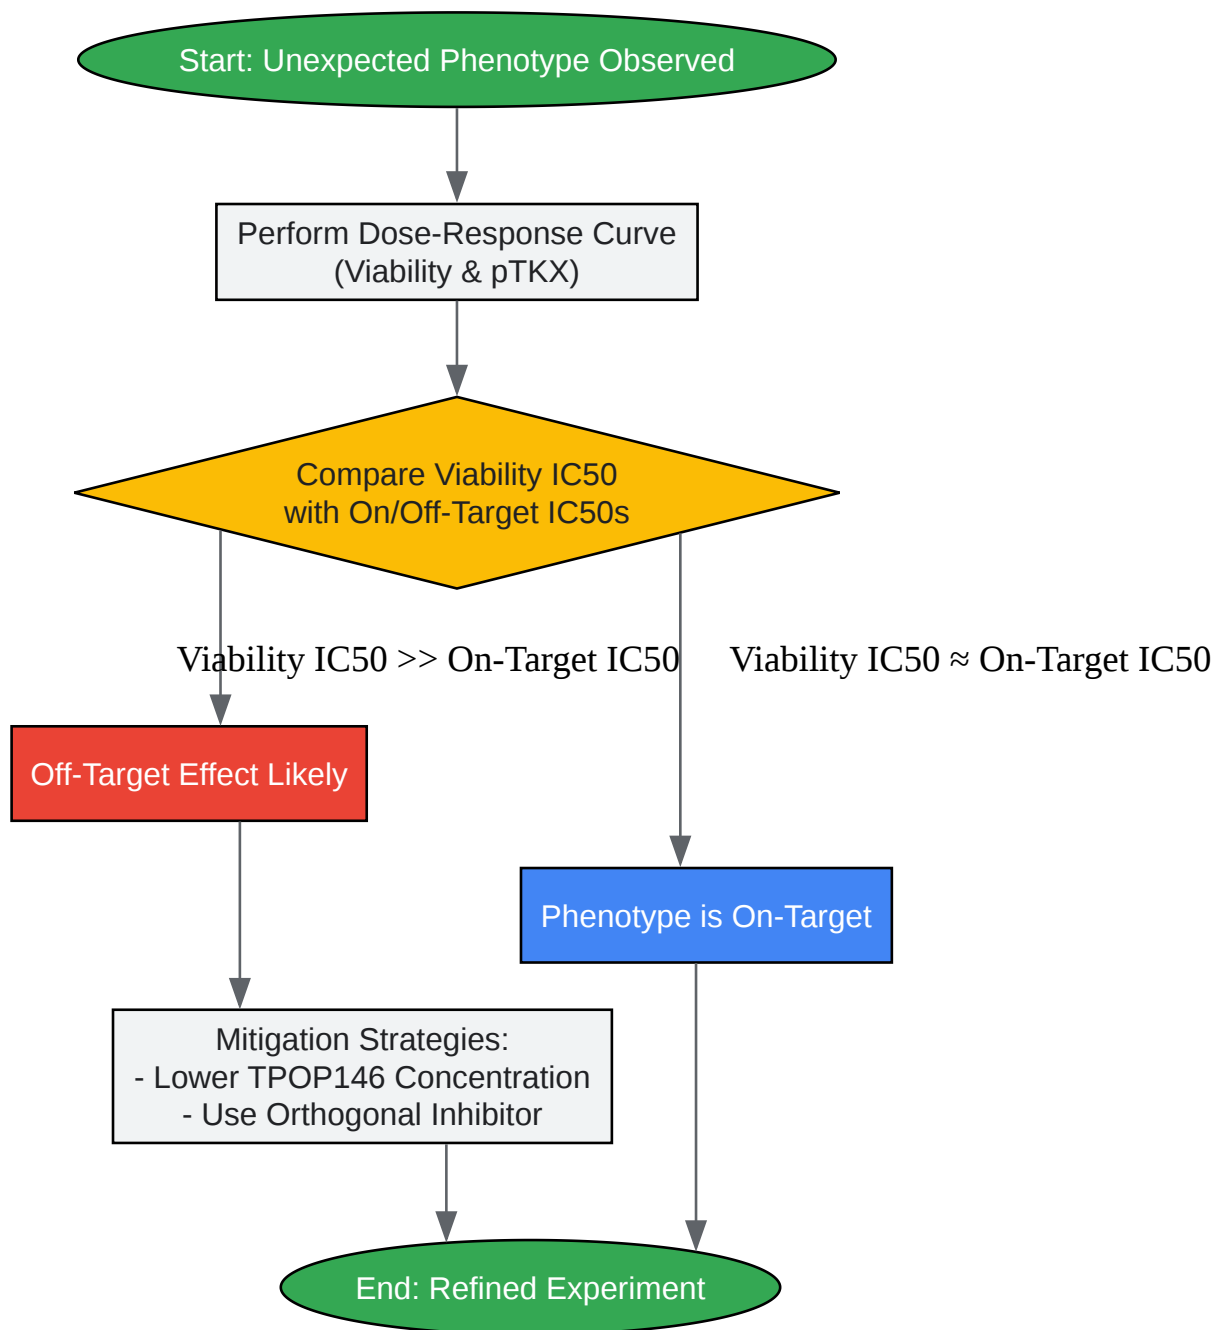 Start: Unexpected Phenotype Observed
Perform Dose-Response Curve
(Viability & pTKX)
Compare Viability IC50
with On/Off-Target IC50s
Viability IC50 >> On-Target IC50
Viability IC50 ≈ On-Target IC50
Off-Target Effect Likely
Phenotype is On-Target
Mitigation Strategies:
- Lower TPOP146 Concentration
- Use Orthogonal Inhibitor
End: Refined Experiment